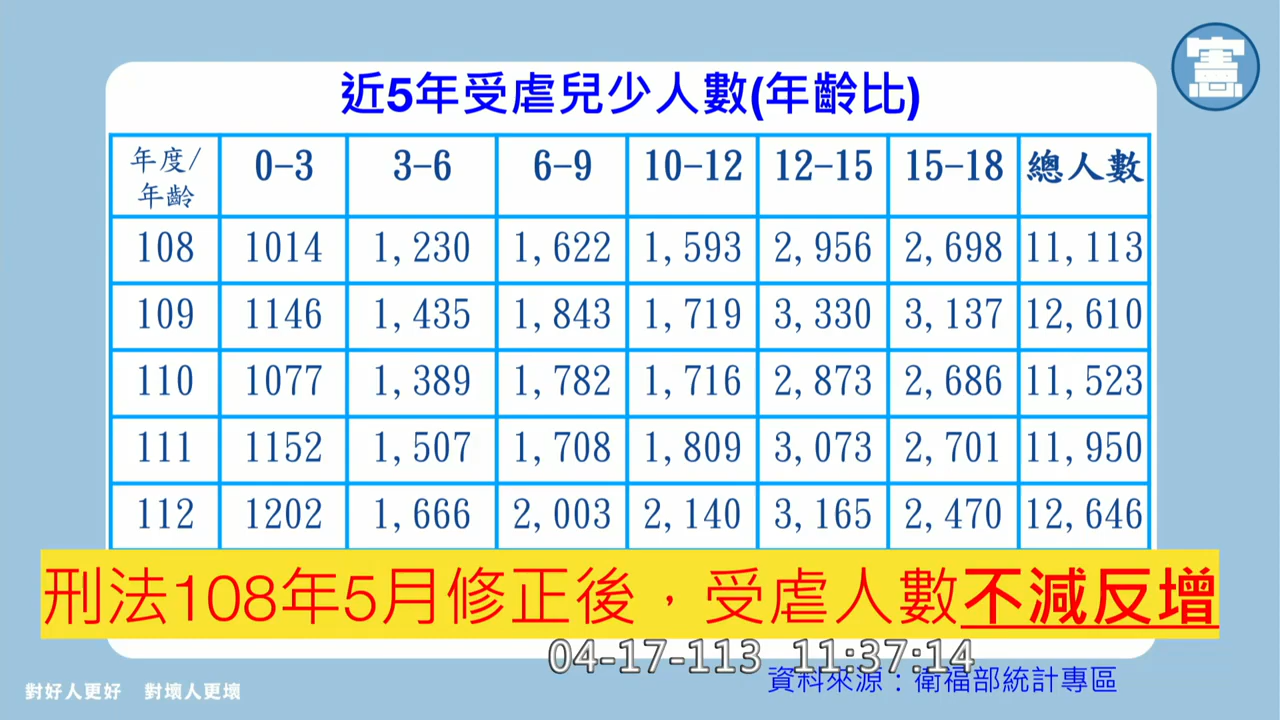 害
近5年受虐兒少人數(年齡比)
年度/年齡 0-3 3-6 6-9 10-12 12-15 15-18 總人數
108 1014 1,230 1,622 1,593 2,956 2,698 11,113
109 1146 1,435 1,843 1,719 3,330 3,137 12,610
110 1077 1,389 1,782 1,716 2,873 2,686 11,523
111 1152 1,507 1,708 1,809 3,073 2,701 11,950
112 1202 1,666 2,003 2,140 3,165 2,470 12,646
刑法108年5月修正後，受虐人數不減反增
04-17-113 11:37:14
資料來源：衛福部統計專區
對好人更好 對壞人更壞